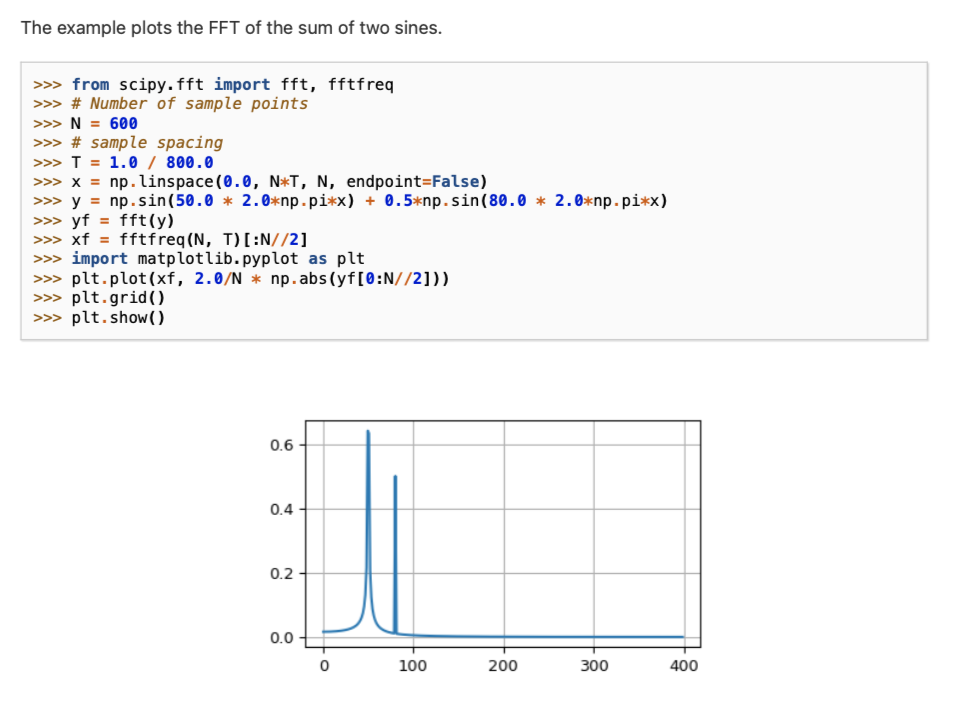 The example plots the FFT of the sum of two sines.
>>> from scipy.fft import fft, fftfreq
>>> # Number of sample points
>>> N = 600
>>> # sample spacing
>>> T = 1.0 / 800.0
>>> x = np.linspace(0.0, N*T, N, endpoint=False)
>>> y = np.sin(50.0 * 2.0*np.pi*x) + 0.5*np.sin(80.0 * 2.0*np.pi*x)
>>> yf = fft(y)
>>> xf = fftfreq(N, T)[:N//2]
>>> import matplotlib.pyplot as plt
>>> plt.plot(xf, 2.0/N * np.abs(yf[0:N//2]))
>>> plt.grid()
>>> plt.show()
0.6
0.4
0.2
0.0
0 100 200 300 400